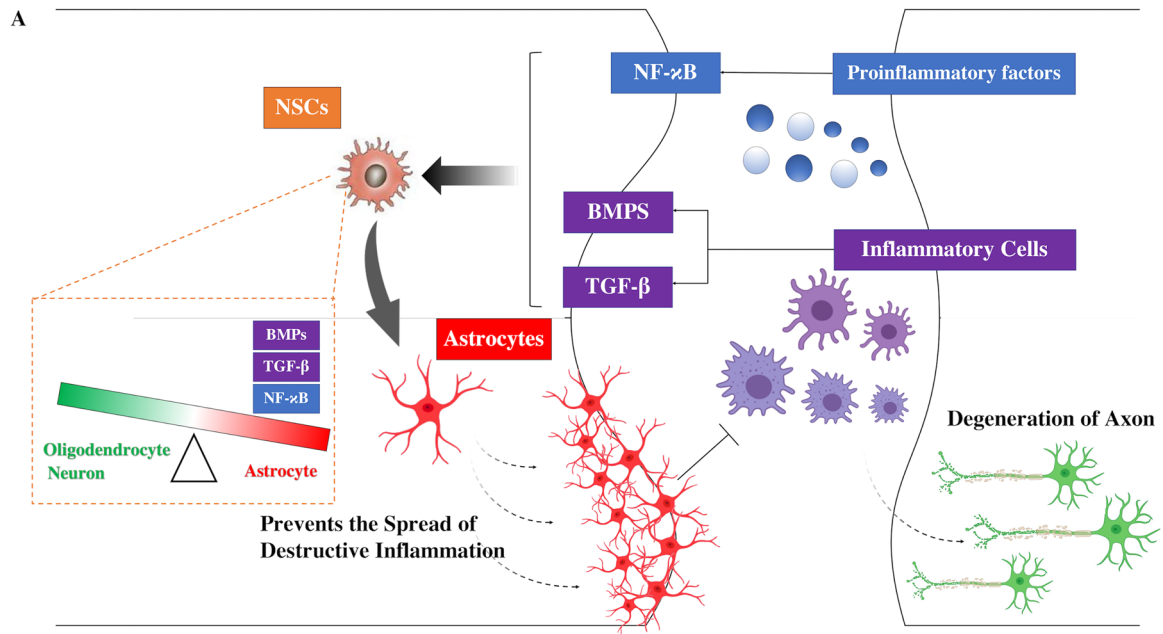 A
NF-ϰB
Proinflammatory factors
NSCs
BMPS
Inflammatory Cells
TGF-β
Astrocytes
BMPs
TGF-β
NF-ϰB
Oligodendrocyte
Neuron
Astrocyte
Degeneration of Axon
Prevents the Spread of
Destructive Inflammation